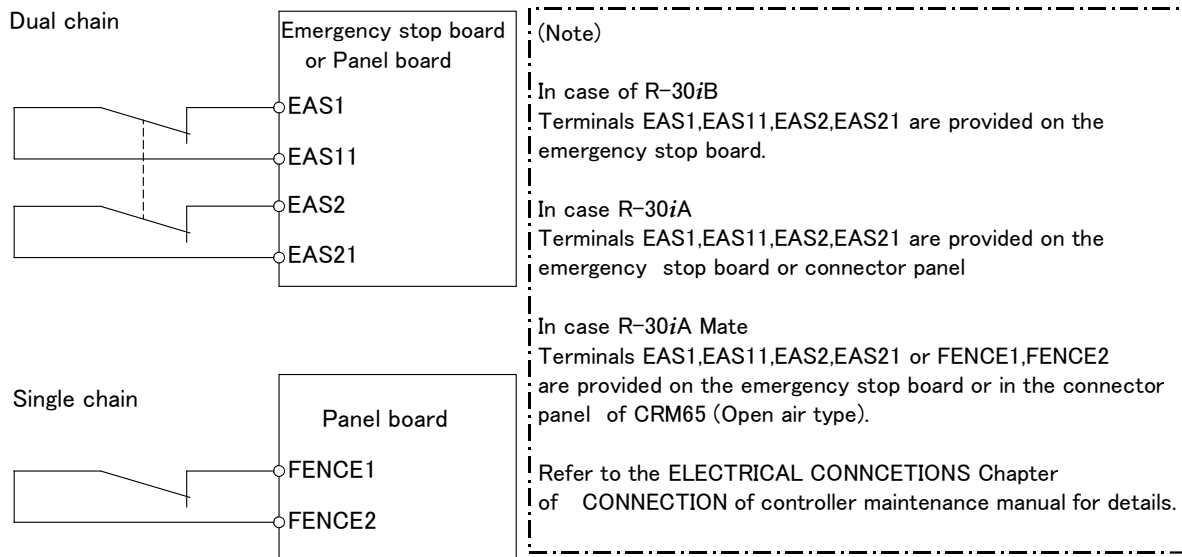 Dual chain
Emergency stop board
or Panel board
EAS1
EAS11
EAS2
EAS21
Single chain
Panel board
FENCE1
FENCE2
(Note)
In case of R-30iB
Terminals EAS1,EAS11,EAS2,EAS21 are provided on the
emergency stop board.
In case R-30iA
Terminals EAS1,EAS11,EAS2,EAS21 are provided on the
emergency stop board or connector panel
In case R-30iA Mate
Terminals EAS1,EAS11,EAS2,EAS21 or FENCE1,FENCE2
are provided on the emergency stop board or in the connector
panel of CRM65 (Open air type).
Refer to the ELECTRICAL CONNCETIONS Chapter
of CONNECTION of controller maintenance manual for details.